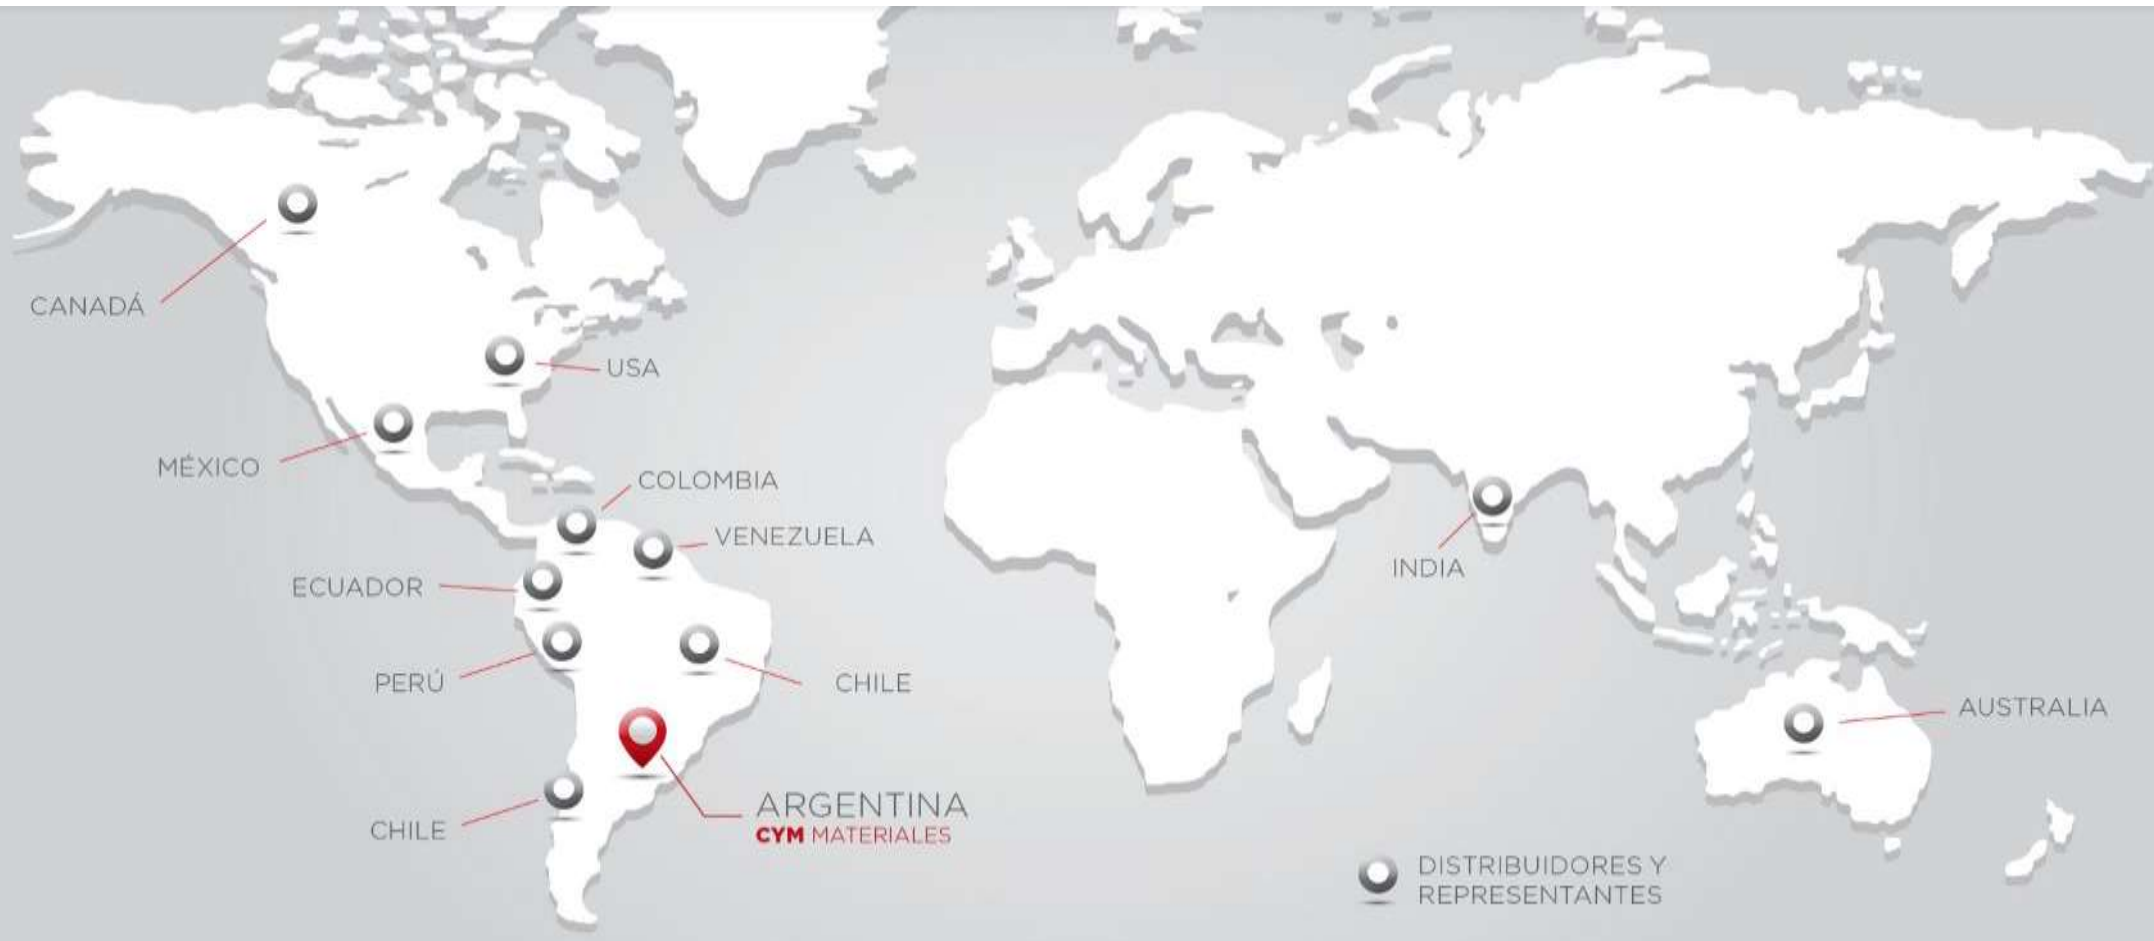 CANADÁ
USA
MÉXICO
COLOMBIA
VENEZUELA
ECUADOR
INDIA
PERÚ
CHILE
AUSTRALIA
ARGENTINA
CYM MATERIALES
CHILE
DISTRIBUIDORES Y
REPRESENTANTES